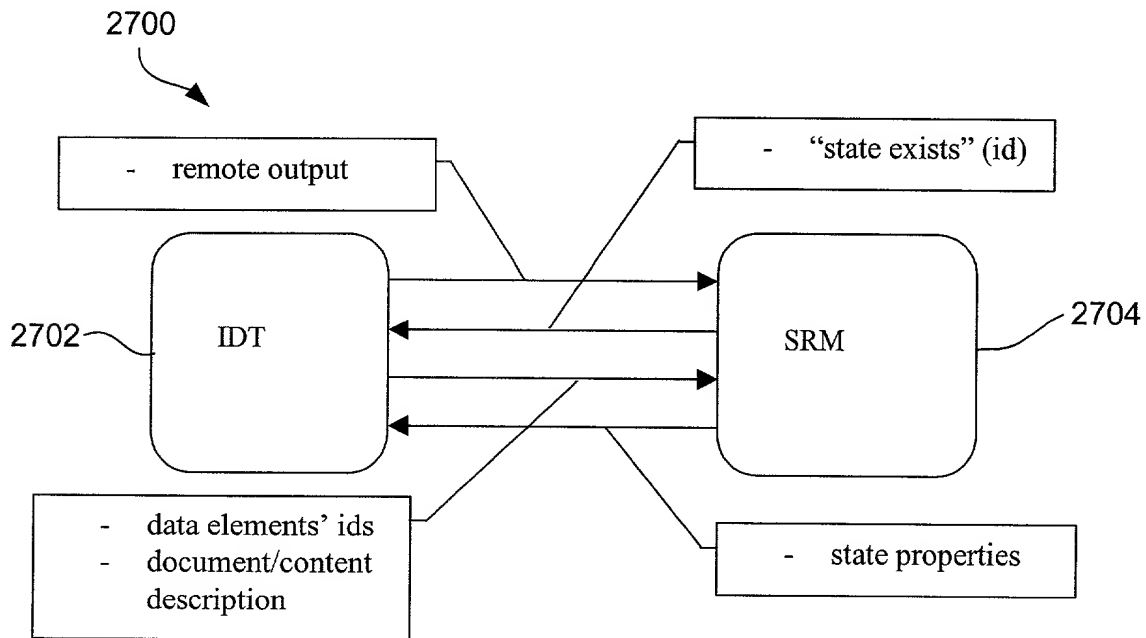 2700
- remote output
- “state exists” (id)
2702
IDT
SRM
2704
- data elements’ ids
- document/content
description
- state properties